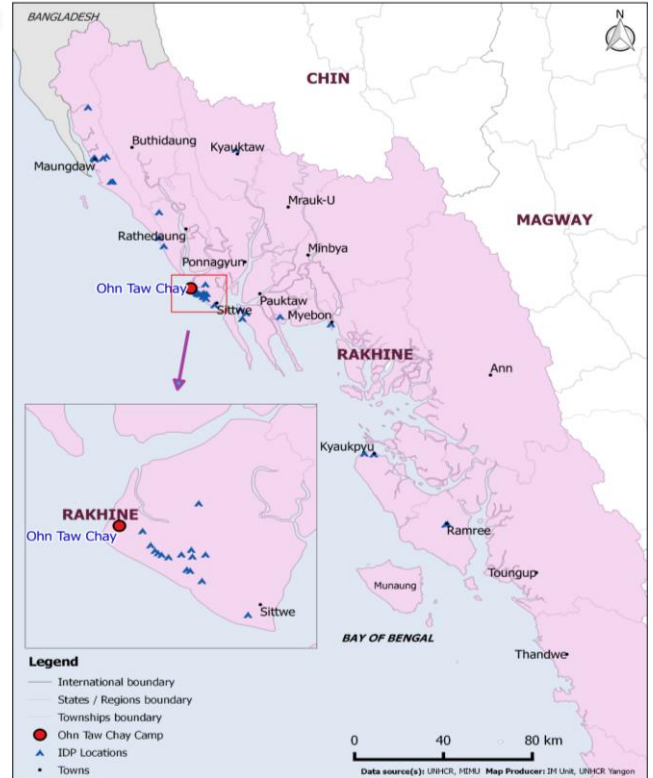 BANGLADESH
N
CHIN
Buthidaung
Kyauktaw
Maungdaw
Mrauk-U
MAGWAY
Rathedaung
Minbya
Ponnagyun
Ohn Taw Chay
Pauktaw
Sittwe
Myebon
RAKHINE
Ann
Kyaukpyu
RAKHINE
Ohn Taw Chay
Ramree
Toungup
Munaung
Sittwe
BAY OF BENGAL
Thandwe
Legend
International boundary
States / Regions boundary
Townships boundary
Ohn Taw Chay Camp
IDP Locations
Towns
0 40 80 km
Data source(s): UNHCR, MIMU Map Producer: IM Unit, UNHCR Yangon